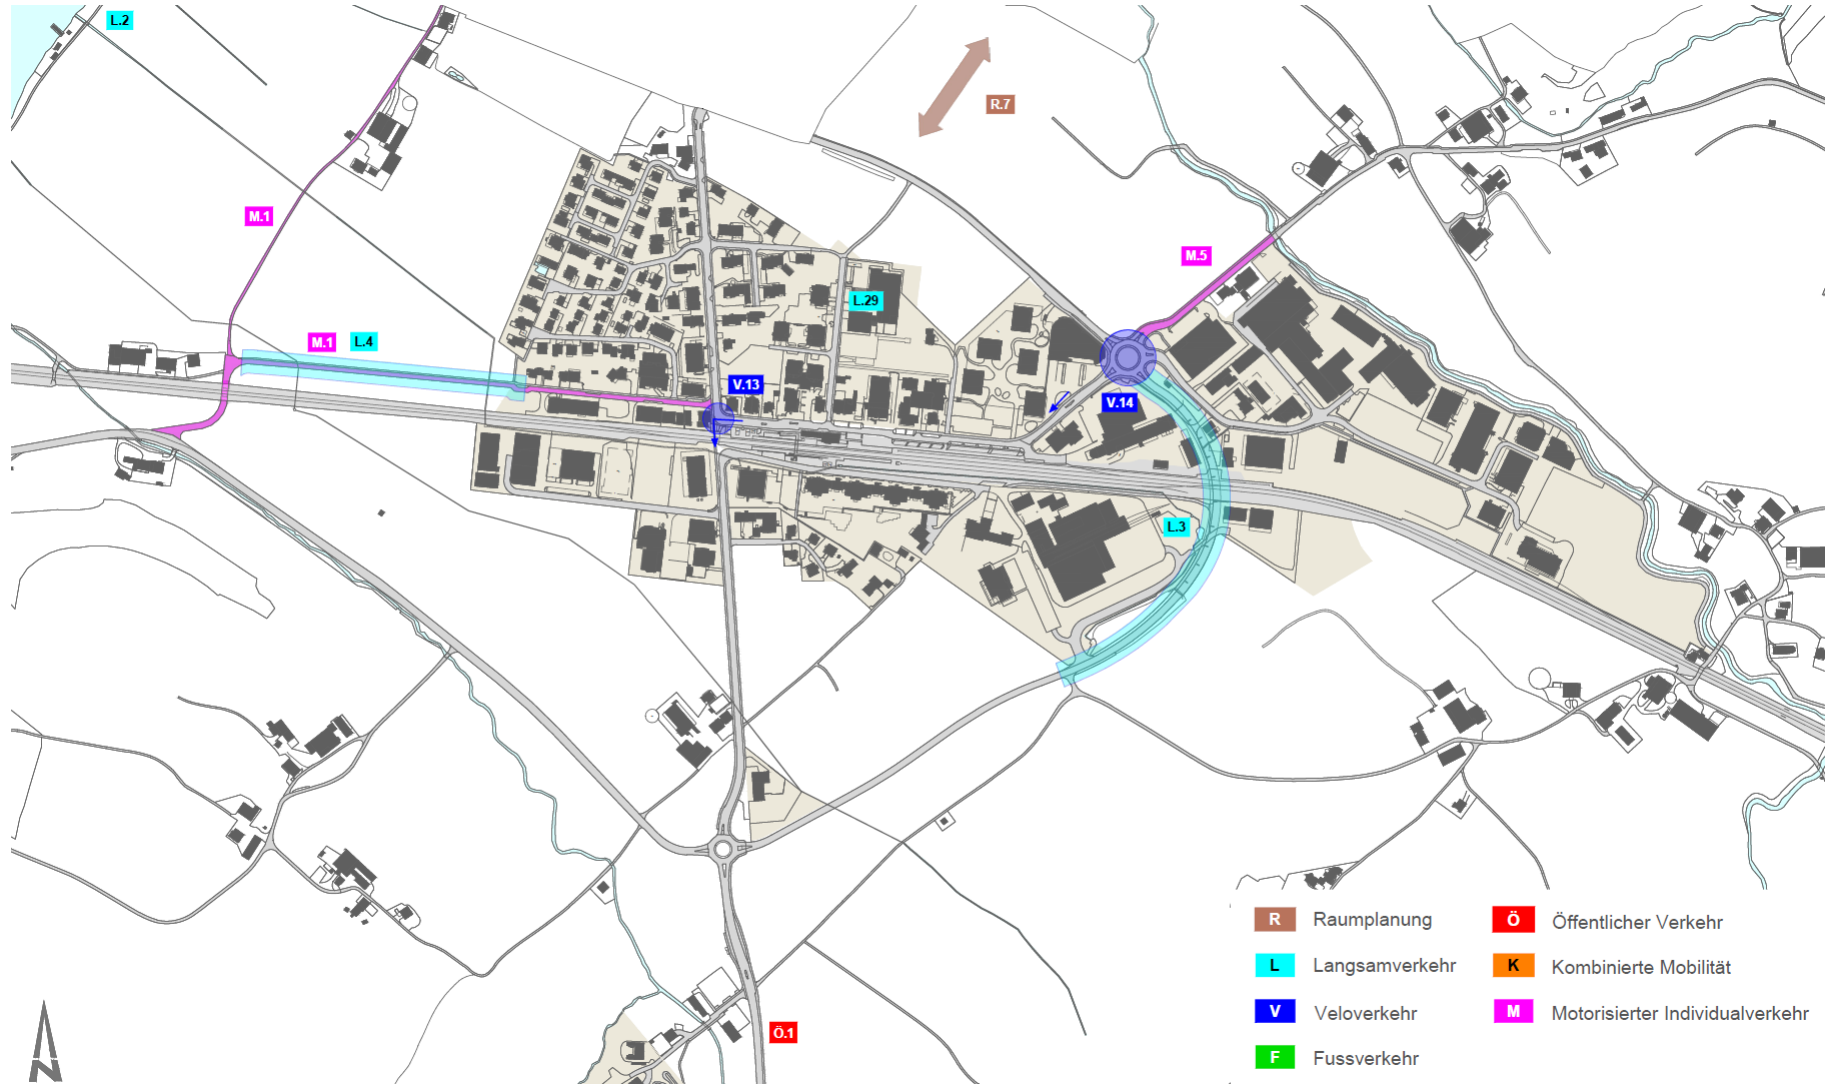 L.2
R.7
M.1
M.5
L.29
M.1 L.4
V.13
V.14
L.3
Ö.1
R Raumplanung
Ö Öffentlicher Verkehr
L Langsamverkehr
K Kombinierte Mobilität
V Veloverkehr
M Motorisierter Individualverkehr
F Fussverkehr
N